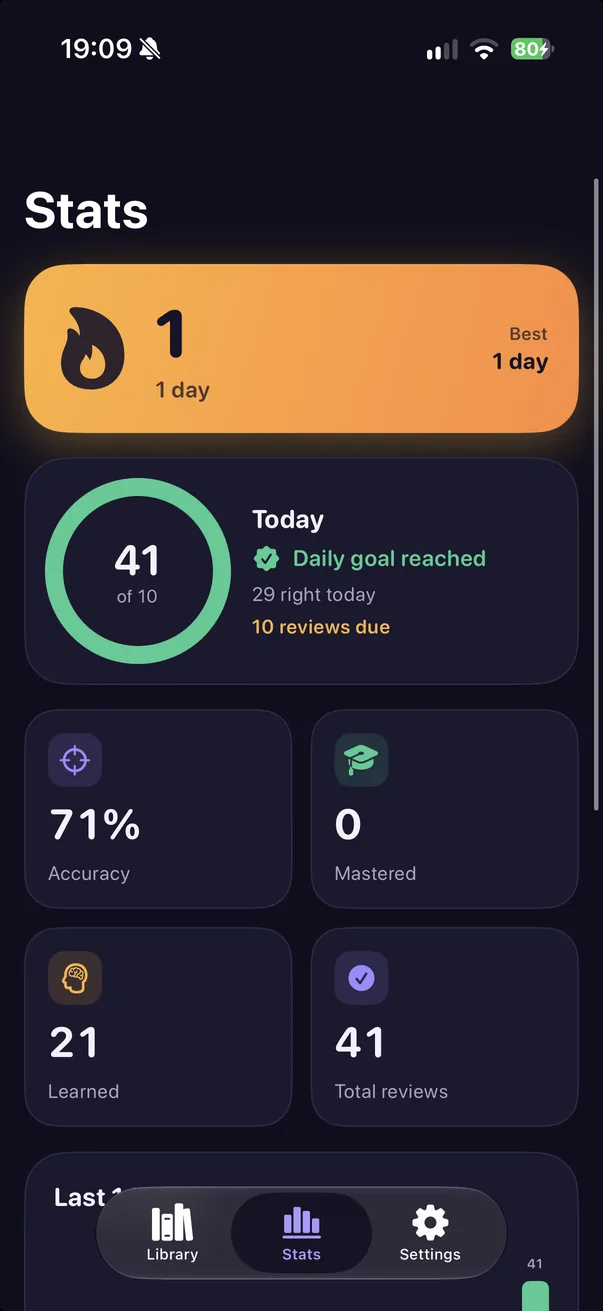 19:09
80
Stats
1
1 day
Best
1 day
41
of 10
Today
Daily goal reached
29 right today
10 reviews due
71%
Accuracy
0
Mastered
21
Learned
41
Total reviews
Last
41
Library
Stats
Settings